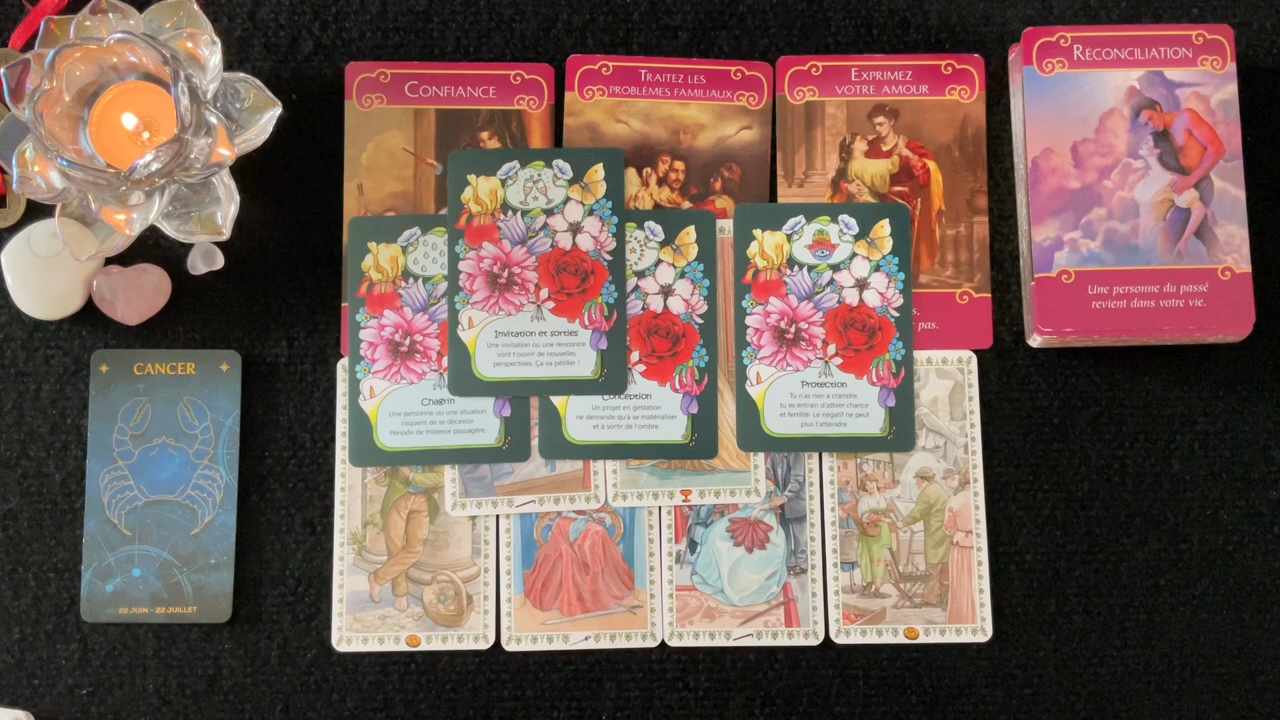 CONFIANCE
TRAITEZ LES
PROBLÈMES FAMILIAUX
EXPRIMEZ
VOTRE AMOUR
RÉCONCILIATION
Une personne du passé
revient dans votre vie.
s.
pas.
Invitation et sorties
Une invitation ou une rencontre
vont t'ouvrir de nouvelles
perspectives. Ça va pétiller !
Chagrin
Une personne ou une situation
risquent de te décevoir.
Période de tristesse passagère.
Conception
Un projet en gestation
ne demande qu'à se matérialiser
et à sortir de l'ombre.
Protection
Tu n'as rien à craindre,
tu es entrain d'attirer chance
et fertilité. Le négatif ne peut
plus t'atteindre.
CANCER
22 JUIN - 22 JUILLET